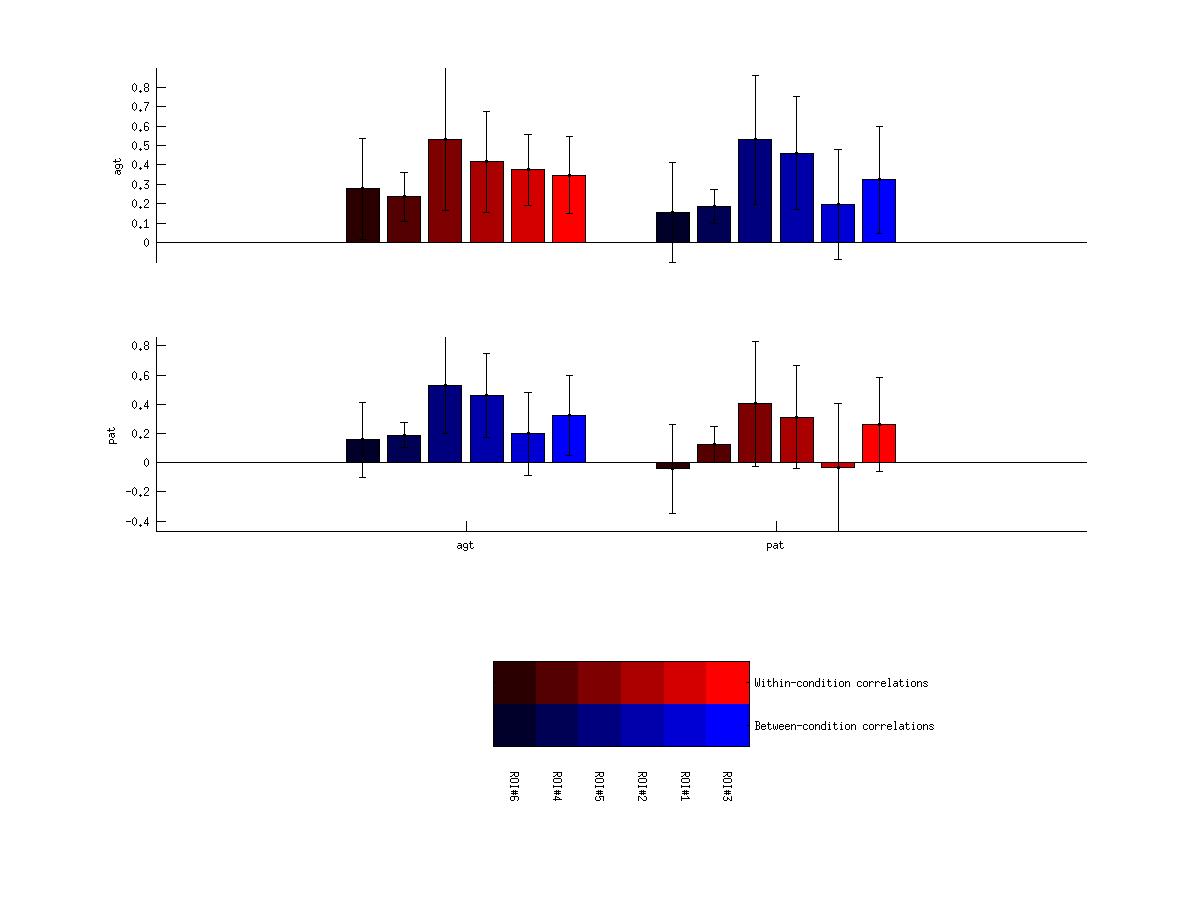 0.8
0.7
0.6
0.5
0.4
0.3
0.2
0.1
0
agt
0.8
0.6
0.4
0.2
0
-0.2
-0.4
pat
agt pat
Within-condition correlations
Between-condition correlations
ROI#6 ROI#4 ROI#5 ROI#2 ROI#1 ROI#3